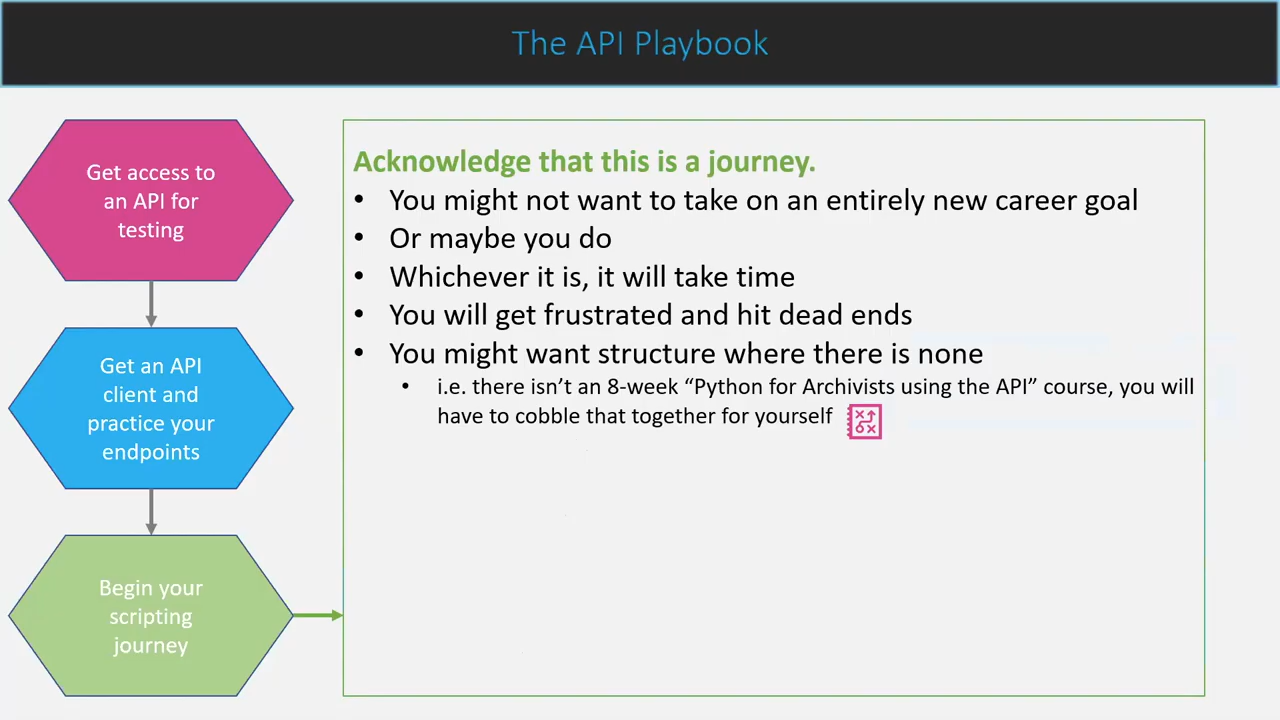 The API Playbook
Get access to
an API for
testing
Get an API
client and
practice your
endpoints
Begin your
scripting
journey
Acknowledge that this is a journey.
• You might not want to take on an entirely new career goal
• Or maybe you do
• Whichever it is, it will take time
• You will get frustrated and hit dead ends
• You might want structure where there is none
• i.e. there isn’t an 8-week “Python for Archivists using the API” course, you will
have to cobble that together for yourself